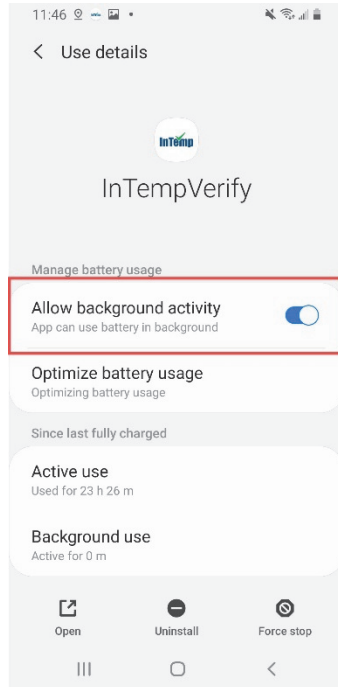 11:46
Use details
InTemp
InTempVerify
Manage battery usage
Allow background activity
App can use battery in background
Optimize battery usage
Optimizing battery usage
Since last fully charged
Active use
Used for 23 h 26 m
Background use
Active for 0 m
Open Uninstall Force stop